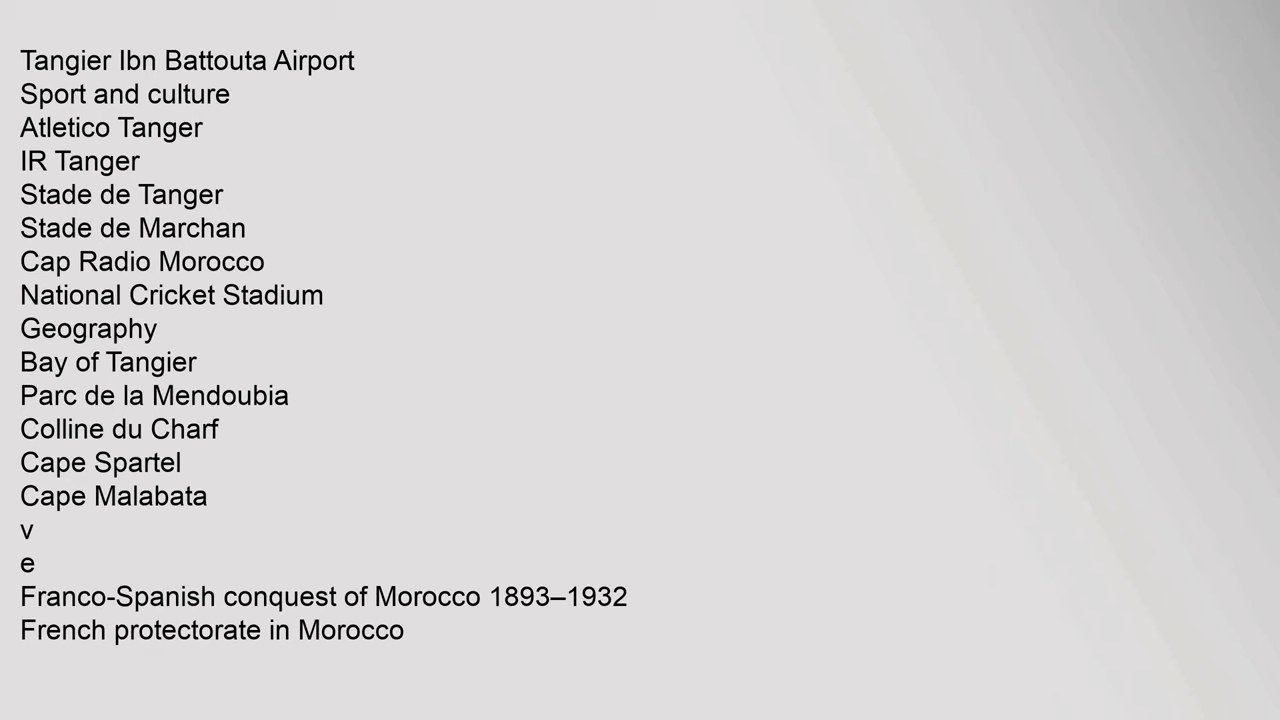 Tangier Ibn Battouta Airport
Sport and culture
Atletico Tanger
IR Tanger
Stade de Tanger
Stade de Marchan
Cap Radio Morocco
National Cricket Stadium
Geography
Bay of Tangier
Parc de la Mendoubia
Colline du Charf
Cape Spartel
Cape Malabata
v
e
Franco-Spanish conquest of Morocco 1893–1932
French protectorate in Morocco